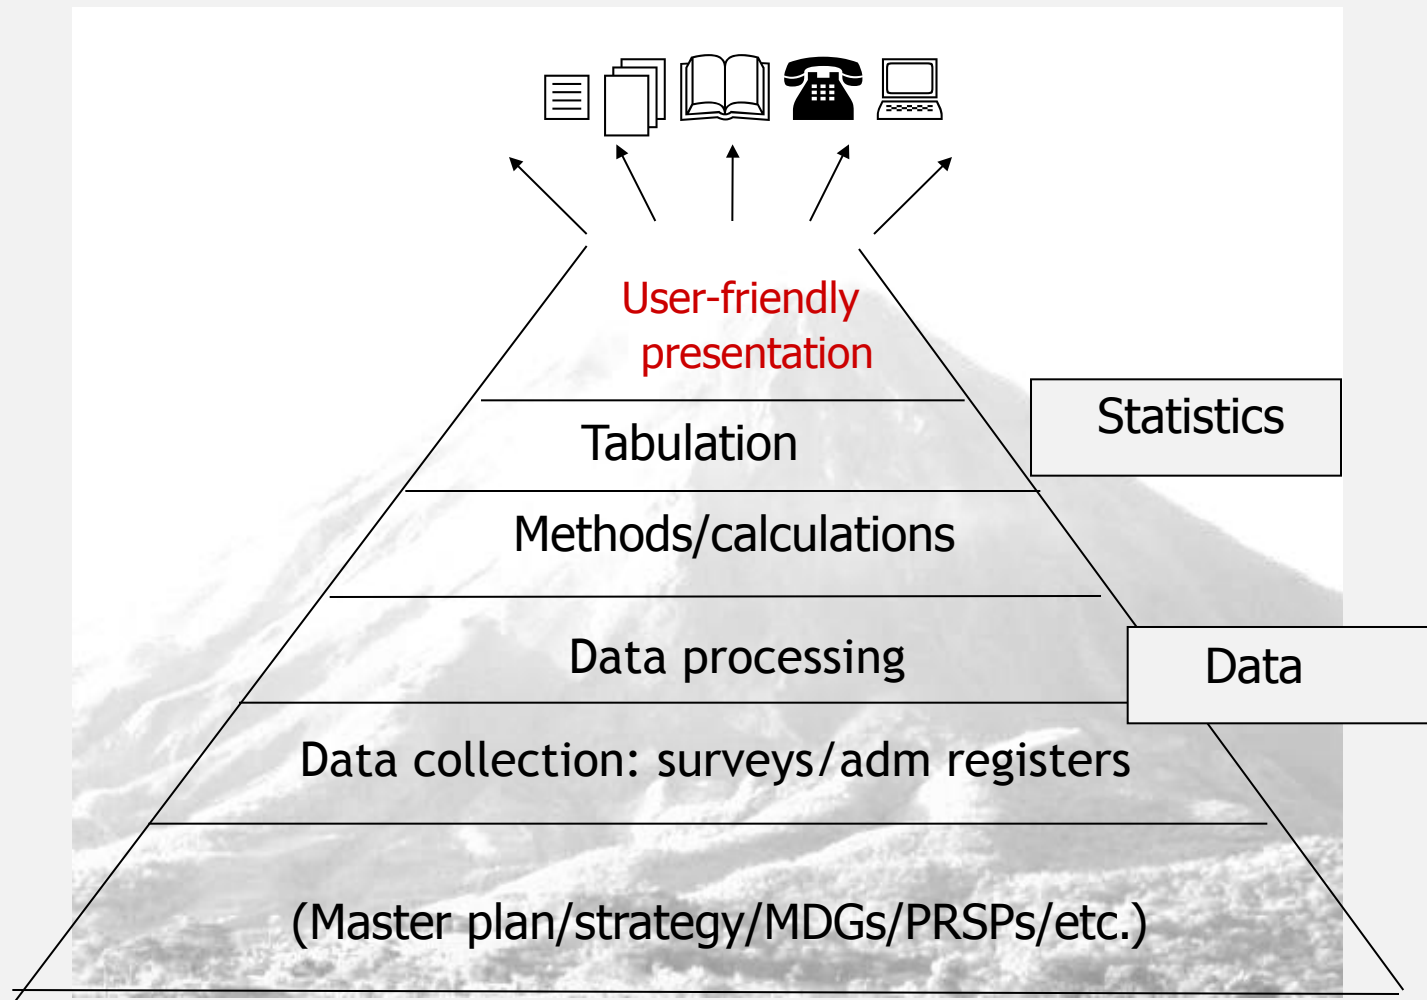 User-friendly
presentation
Statistics
Tabulation
Methods/calculations
Data processing
Data
Data collection: surveys/adm registers
(Master plan/strategy/MDGs/PRSPs/etc.)